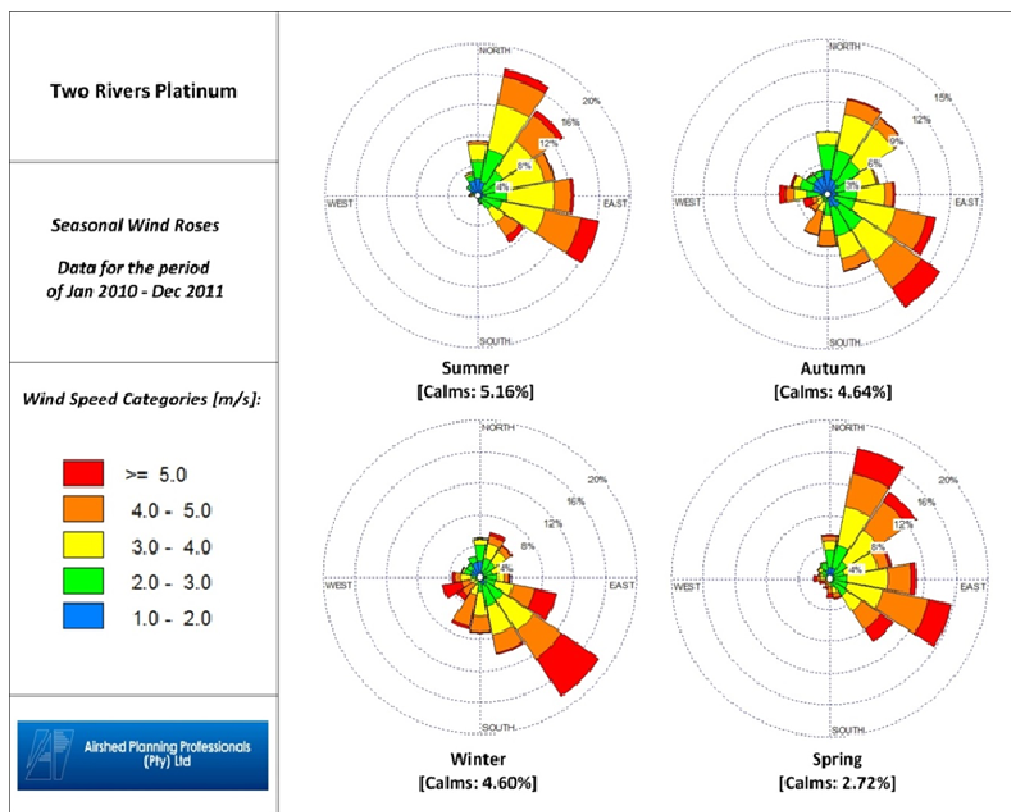 Two Rivers Platinum
Seasonal Wind Roses
Data for the period
of Jan 2010 - Dec 2011
Wind Speed Categories [m/s]:
>= 5.0
4.0 - 5.0
3.0 - 4.0
2.0 - 3.0
1.0 - 2.0
Airshed Planning Professionals
(Pty) Ltd
NORTH
20%
16%
12%
8%
4%
WEST
EAST
SOUTH
Summer
[Calms: 5.16%]
NORTH
15%
12%
9%
6%
3%
WEST
EAST
SOUTH
Autumn
[Calms: 4.64%]
NORTH
20%
16%
12%
8%
4%
WEST
EAST
SOUTH
Winter
[Calms: 4.60%]
NORTH
20%
16%
12%
8%
4%
WEST
EAST
SOUTH
Spring
[Calms: 2.72%]